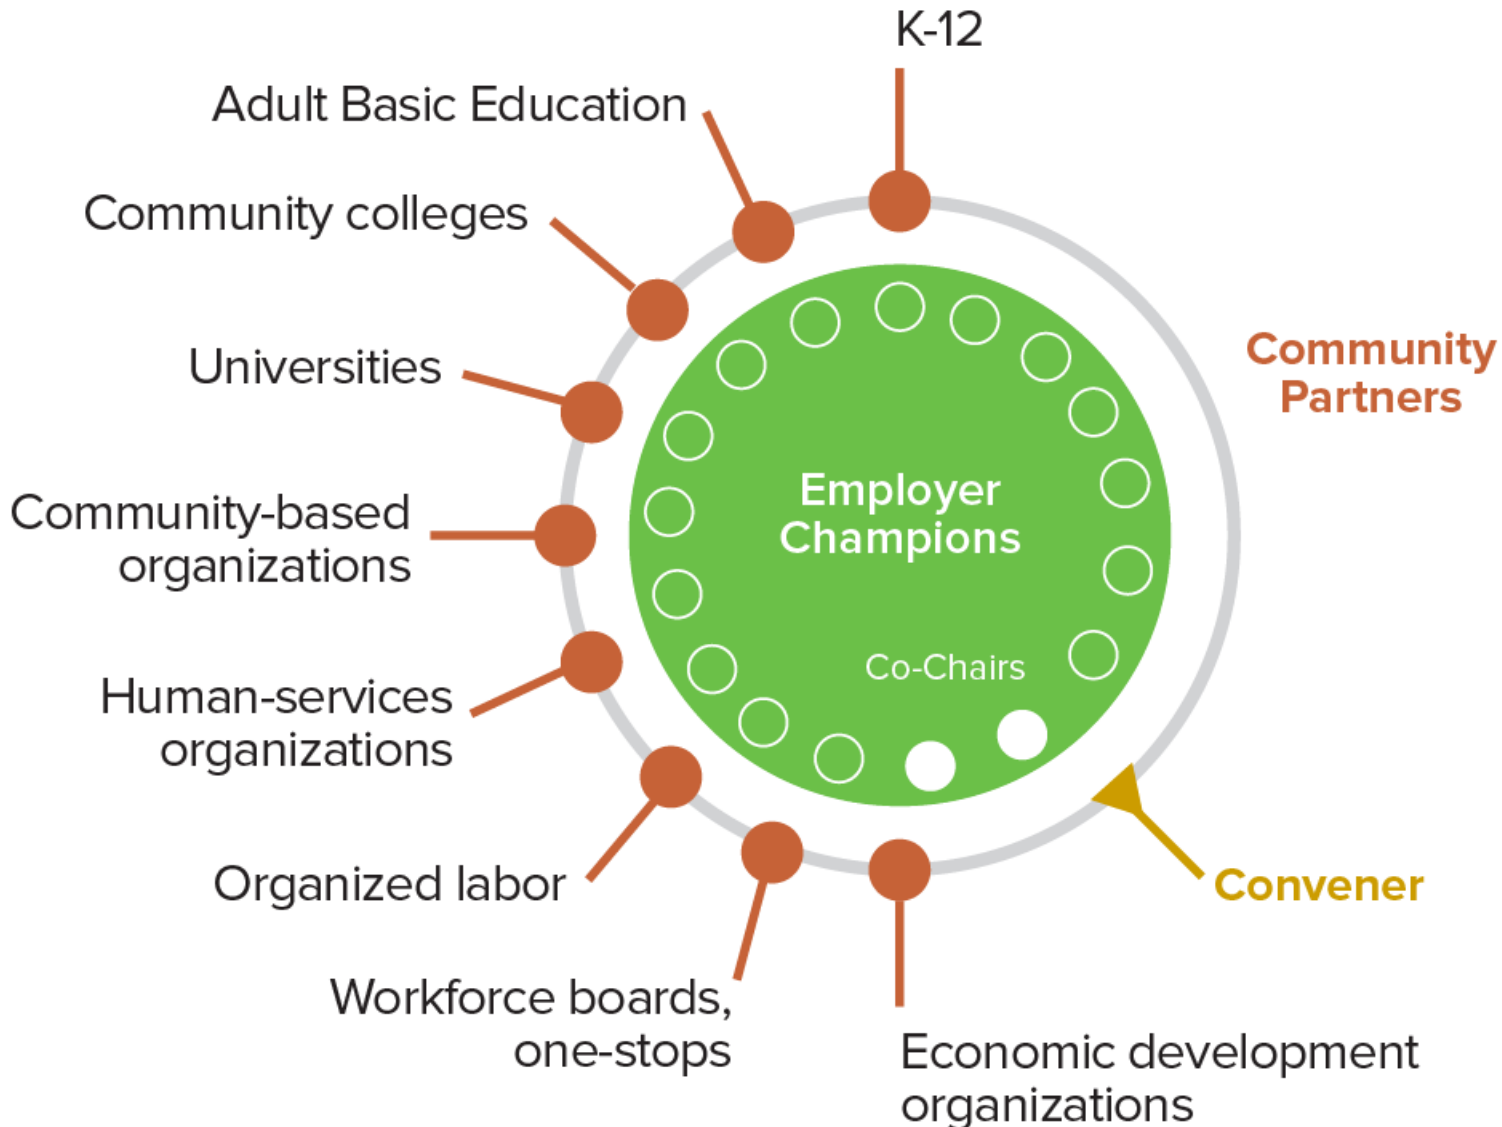 K-12
Adult Basic Education
Community colleges
Universities
Community-based
organizations
Human-services
organizations
Organized labor
Workforce boards,
one-stops
Economic development
organizations
Employer
Champions
Co-Chairs
Community
Partners
Convener